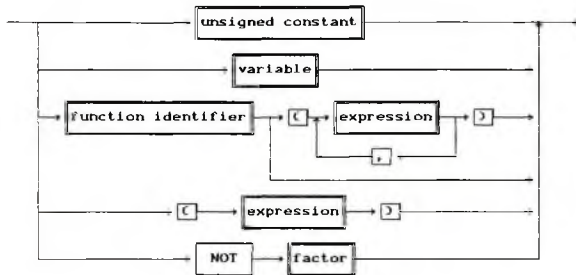 unsigned constant
variable
function identifier ( expression )
,
( expression )
NOT factor